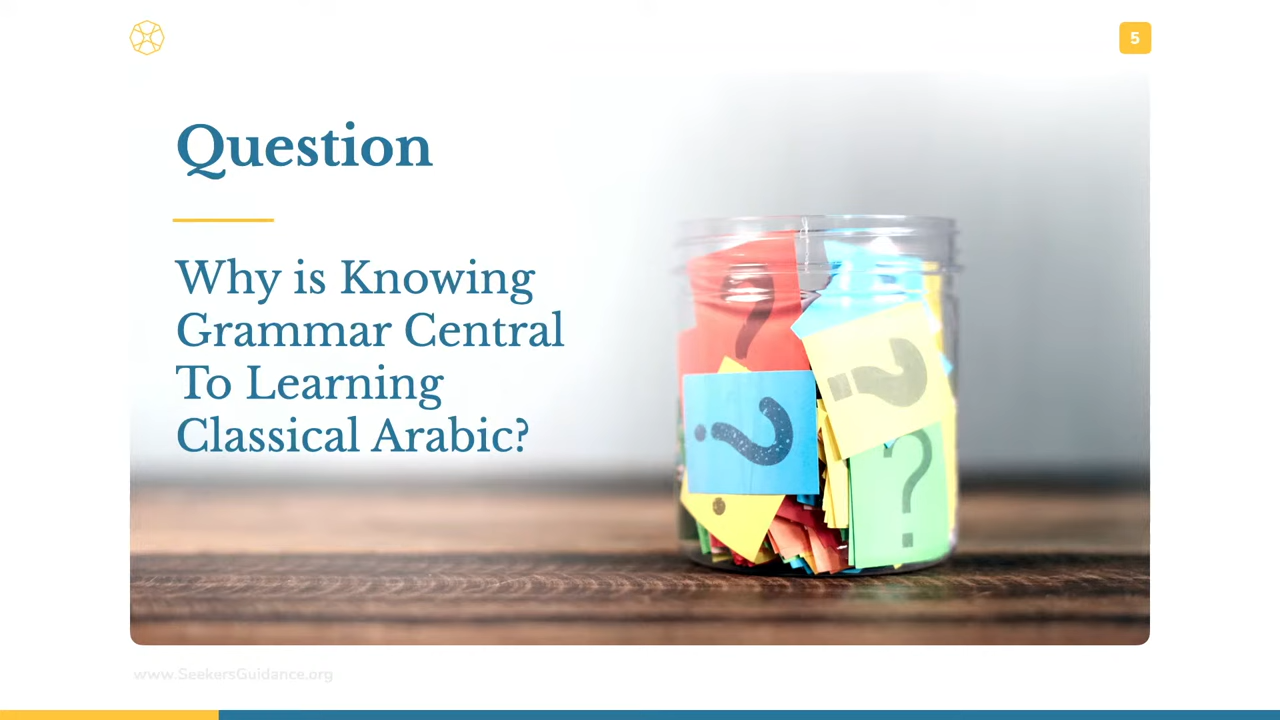 5
Question
Why is Knowing
Grammar Central
To Learning
Classical Arabic?
www.SeekersGuidance.org